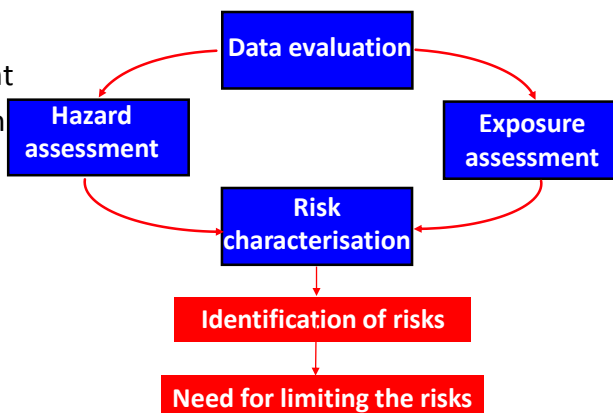 Data evaluation
Hazard
assessment
Exposure
assessment
Risk
characterisation
Identification of risks
Need for limiting the risks